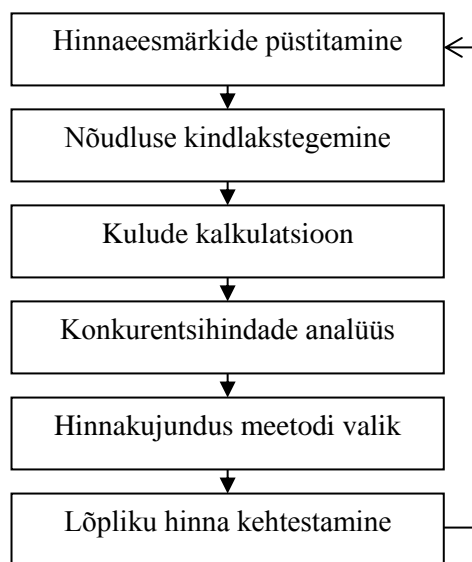 Hinnaeesmärkide püstitamine
Nõudluse kindlakstegemine
Kulude kalkulatsioon
Konkurentsihindade analüüs
Hinnakujundus meetodi valik
Lõpliku hinna kehtestamine